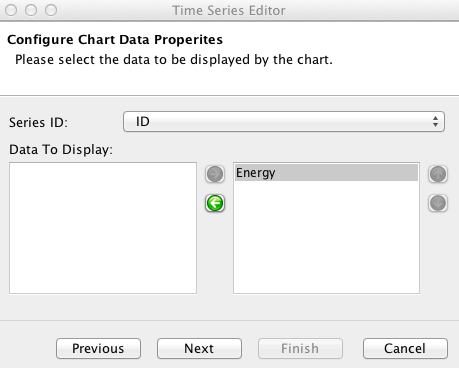 Time Series Editor
Configure Chart Data Properites
Please select the data to be displayed by the chart.
Series ID:
ID
Data To Display:
Energy
Previous
Next
Finish
Cancel